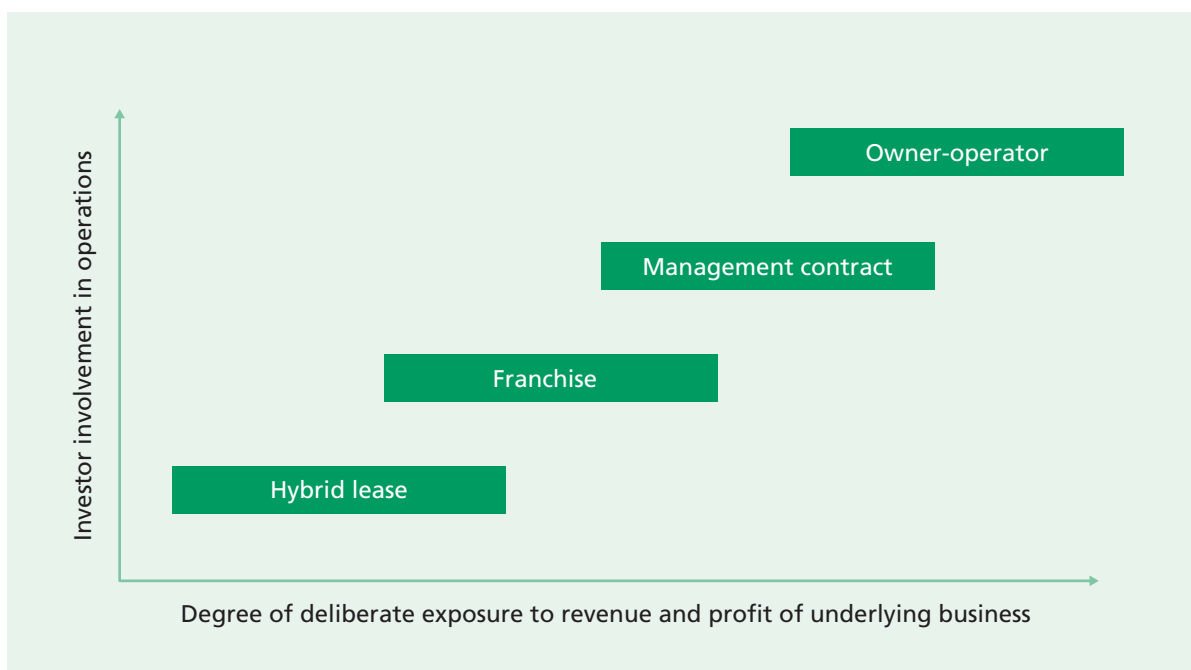 Owner-operator
Management contract
Franchise
Hybrid lease
Investor involvement in operations
Degree of deliberate exposure to revenue and profit of underlying business